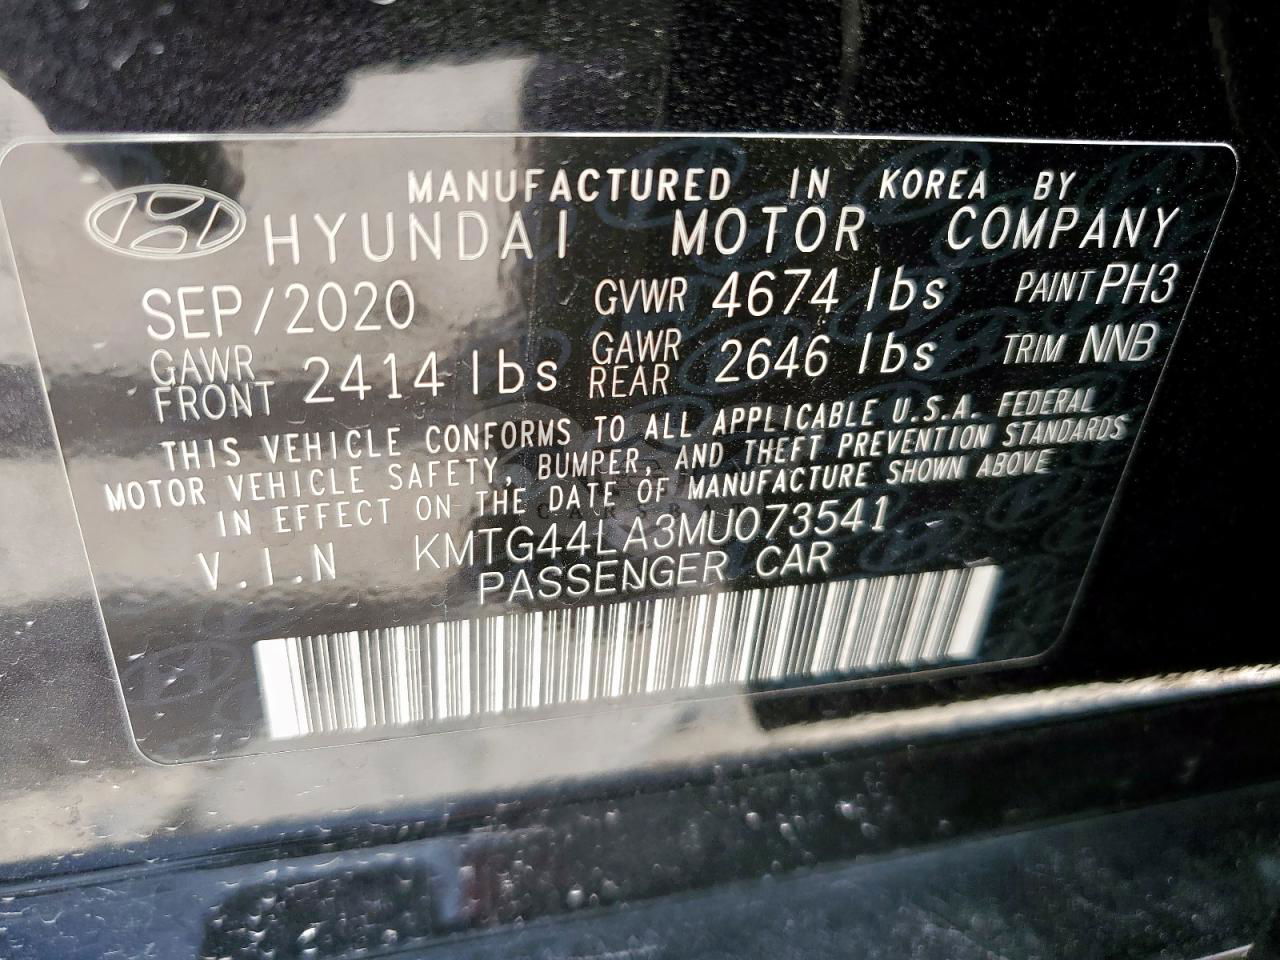 MANUFACTURED IN KOREA BY
HYUNDAI MOTOR COMPANY
SEP/2020 GVWR 4674 lbs PAINT PH3
GAWR FRONT 2414 lbs GAWR REAR 2646 lbs TRIM NNB
THIS VEHICLE CONFORMS TO ALL APPLICABLE U.S.A. FEDERAL
MOTOR VEHICLE SAFETY, BUMPER, AND THEFT PREVENTION STANDARDS
IN EFFECT ON THE DATE OF MANUFACTURE SHOWN ABOVE
V.I.N KMTG44LA3MU073541
PASSENGER CAR